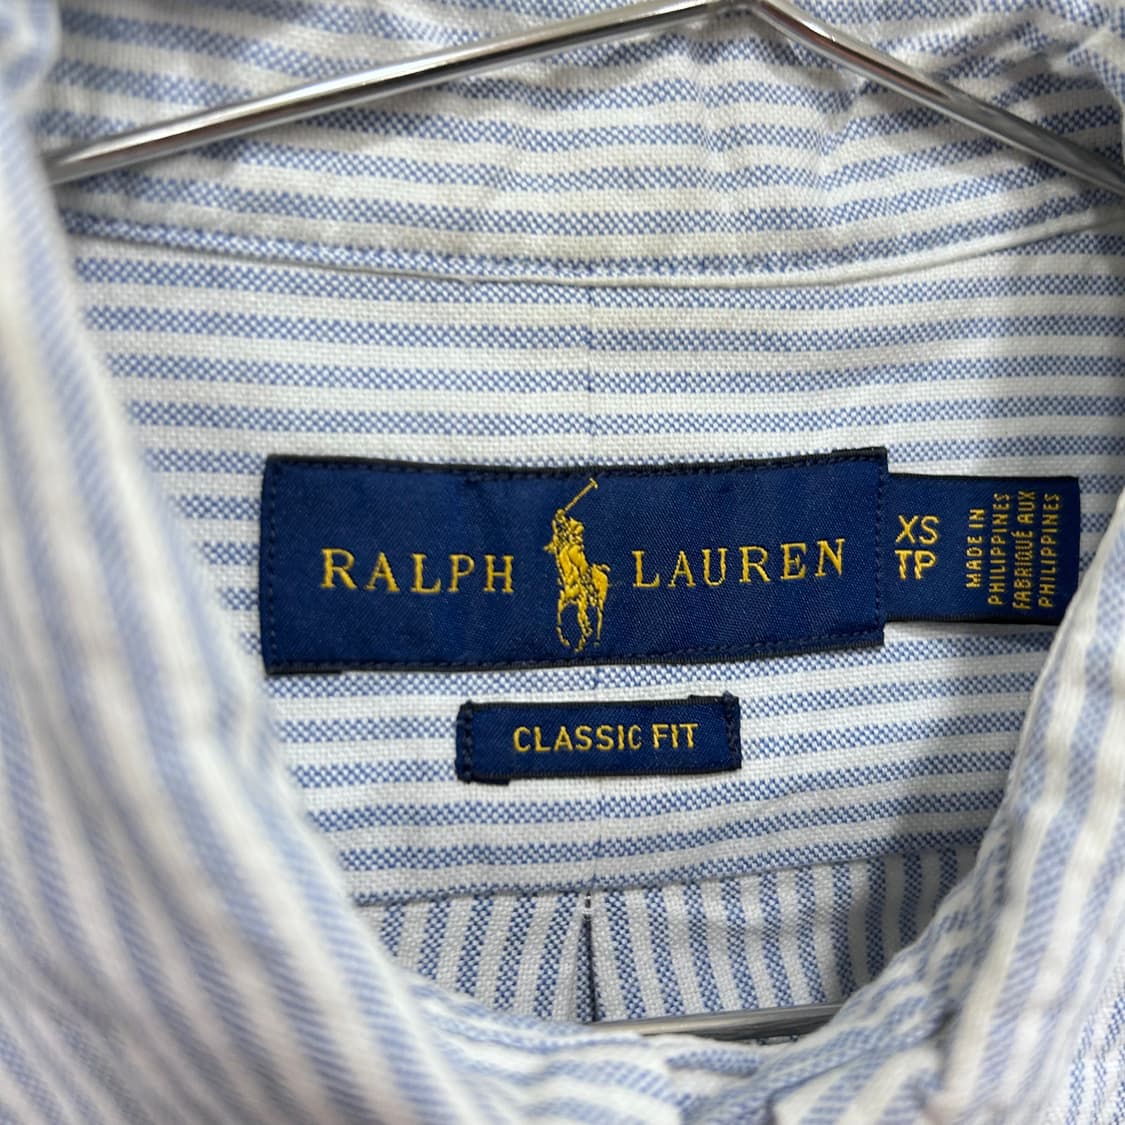 RALPH LAUREN
XS
TP
MADE IN
PHILIPPINES
FABRIQUÉ AUX
PHILIPPINES
CLASSIC FIT